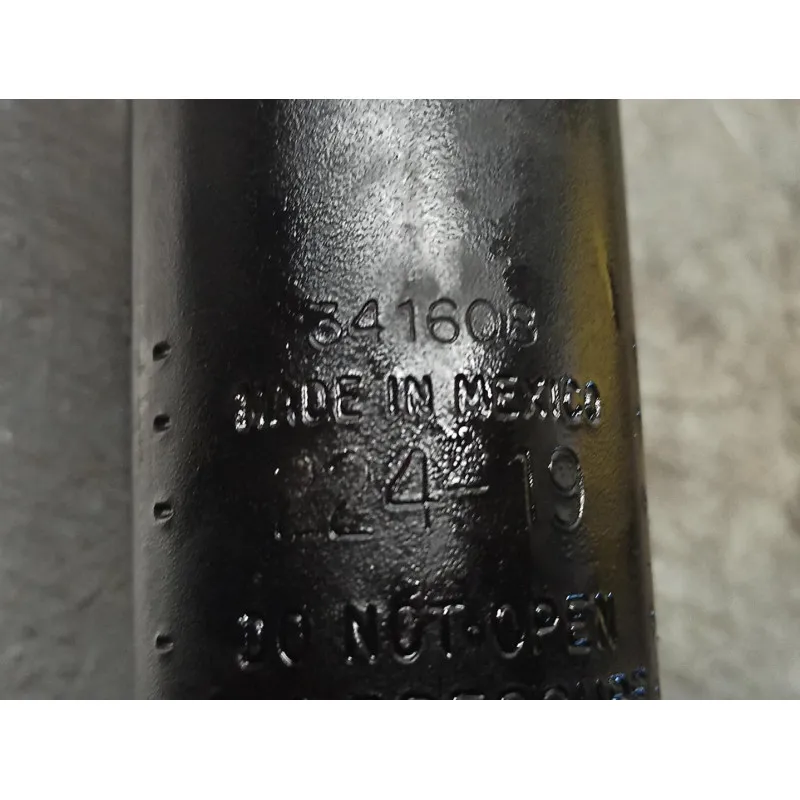 341608
MADE IN MEXICO
224-19
DO NOT OPEN